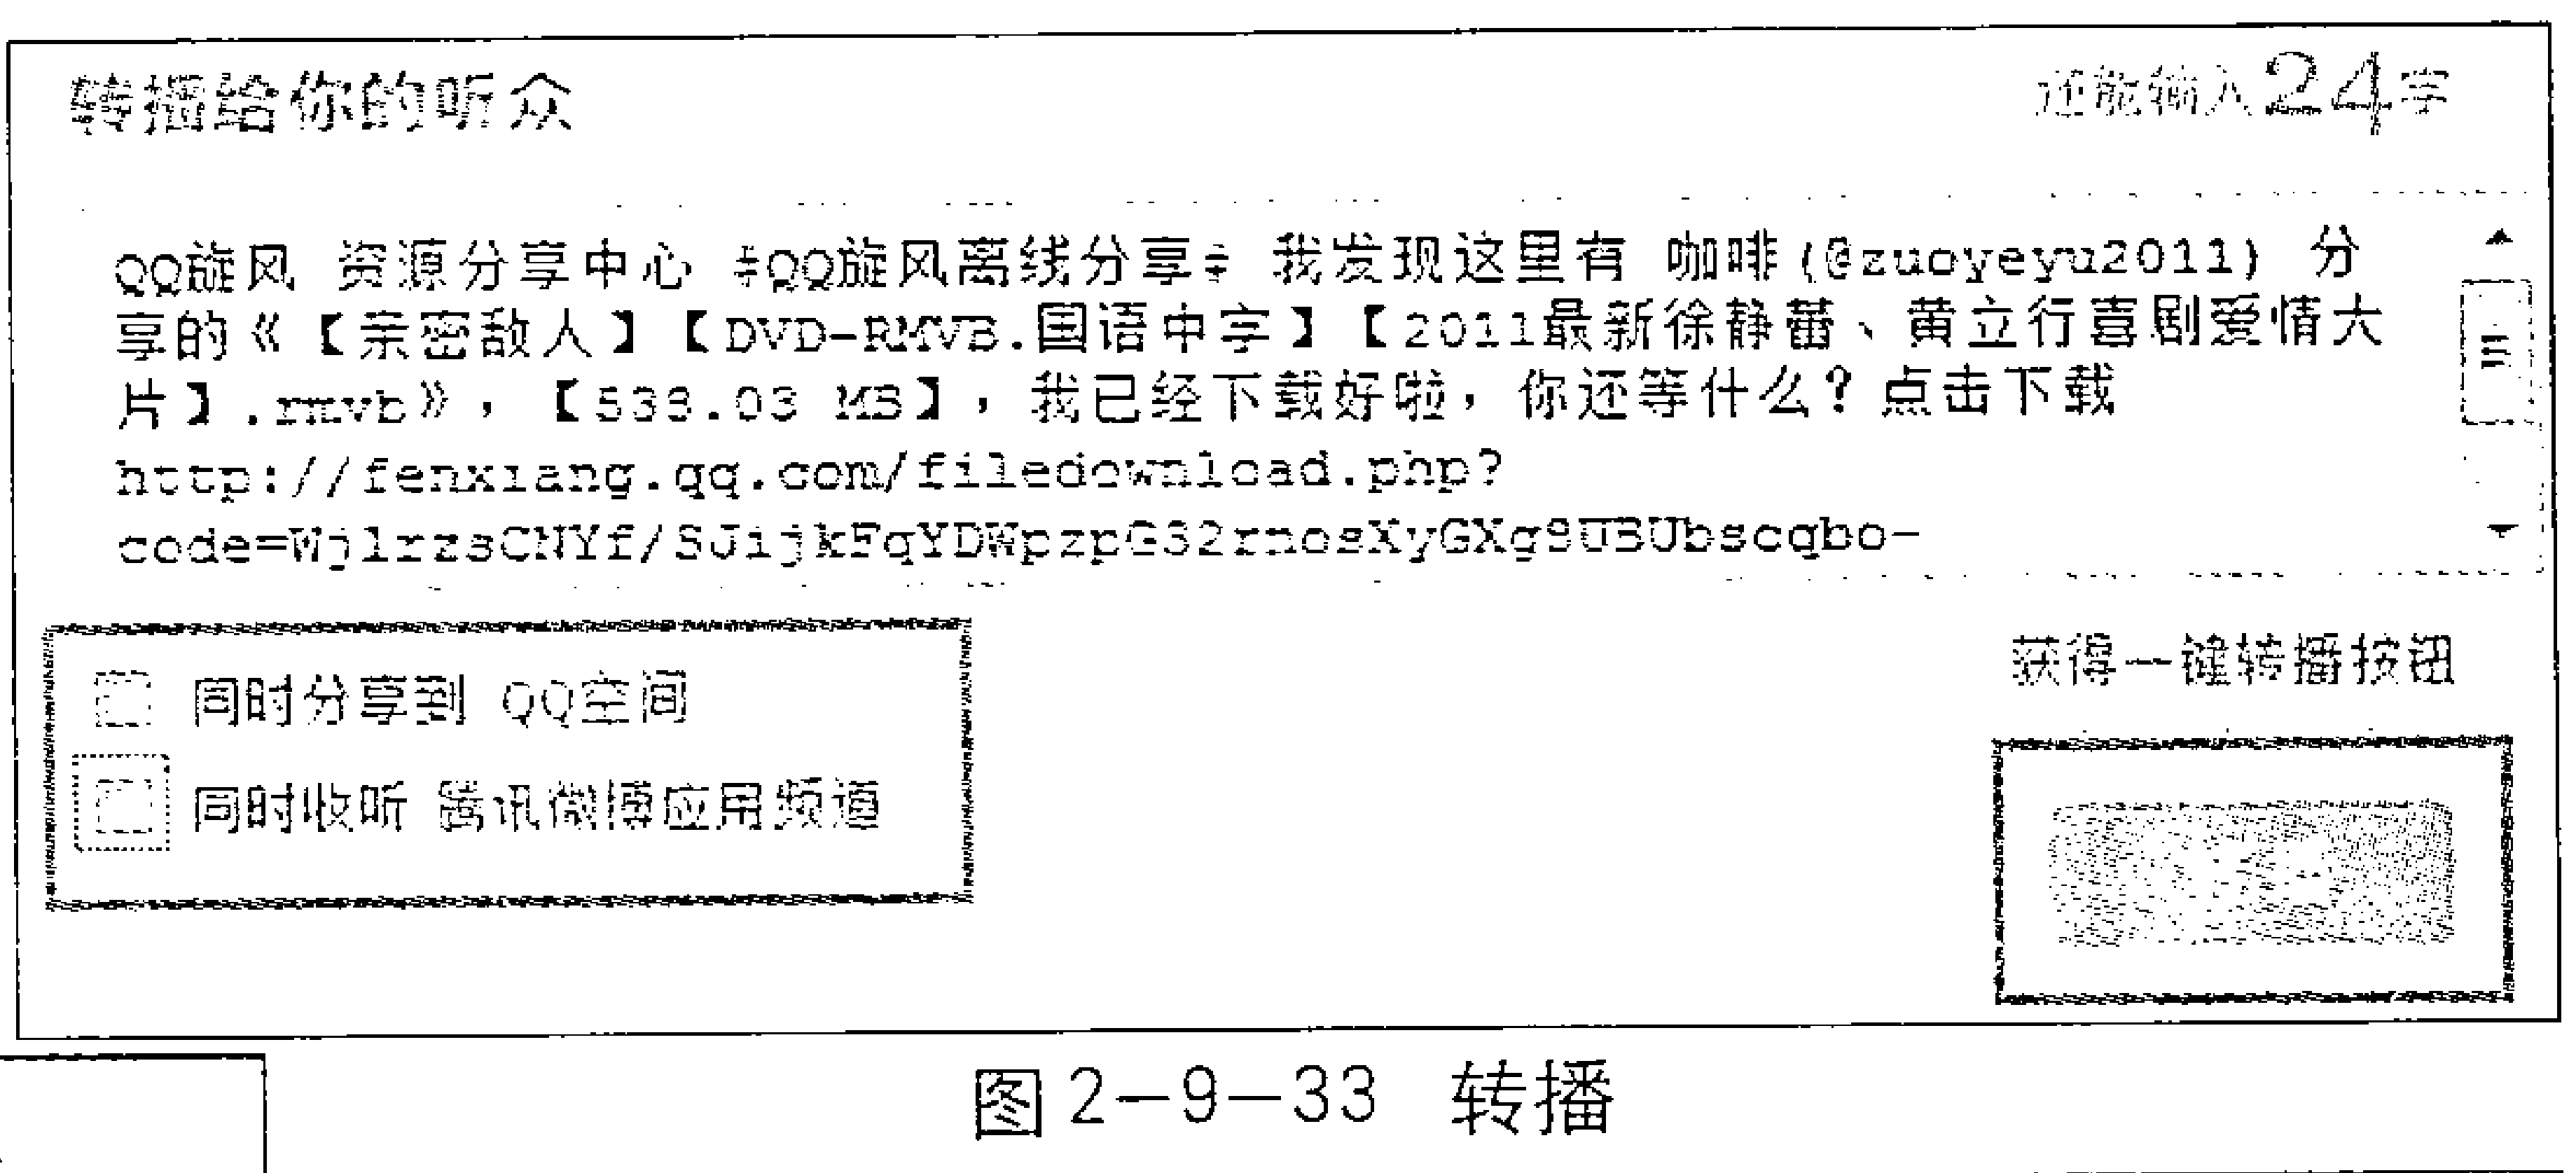 转播给你的听众
还能输入24字
QQ旋风 资源分享中心 #QQ旋风离线分享# 我发现这里有 咖啡(@zuoyeyu2011) 分
享的《【亲密敌人】【DVD-RMVB.国语中字】【2011最新徐静蕾、黄立行喜剧爱情大
片】.rmvb》，【538.03 MB】，我已经下载好啦，你还等什么？点击下载
http://fenxiang.qq.com/filedownload.php?
同时分享到 QQ空间
获得一键转播按钮
同时收听 腾讯微博应用频道
图2-9-33 转播